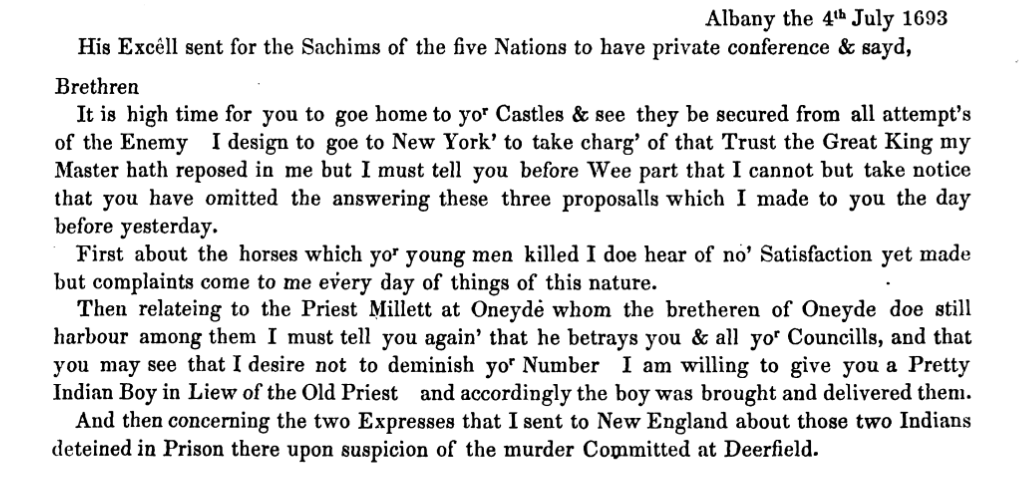 Albany the 4th July 1693
His Excêll sent for the Sachims of the five Nations to have private conference & sayd,
Brethren
It is high time for you to goe home to yor Castles & see they be secured from all attempt's
of the Enemy I design to goe to New York' to take charg' of that Trust the Great King my
Master hath reposed in me but I must tell you before Wee part that I cannot but take notice
that you have omitted the answering these three proposalls which I made to you the day
before yesterday.
First about the horses which yor young men killed I doe hear of no' Satisfaction yet made
but complaints come to me every day of things of this nature.
Then relateing to the Priest Millett at Oneydè whom the bretheren of Oneyde doe still
harbour among them I must tell you again' that he betrays you & all yor Councills, and that
you may see that I desire not to deminish yor Number I am willing to give you a Pretty
Indian Boy in Liew of the Old Priest and accordingly the boy was brought and delivered them.
And then concerning the two Expresses that I sent to New England about those two Indians
deteined in Prison there upon suspicion of the murder Committed at Deerfield.